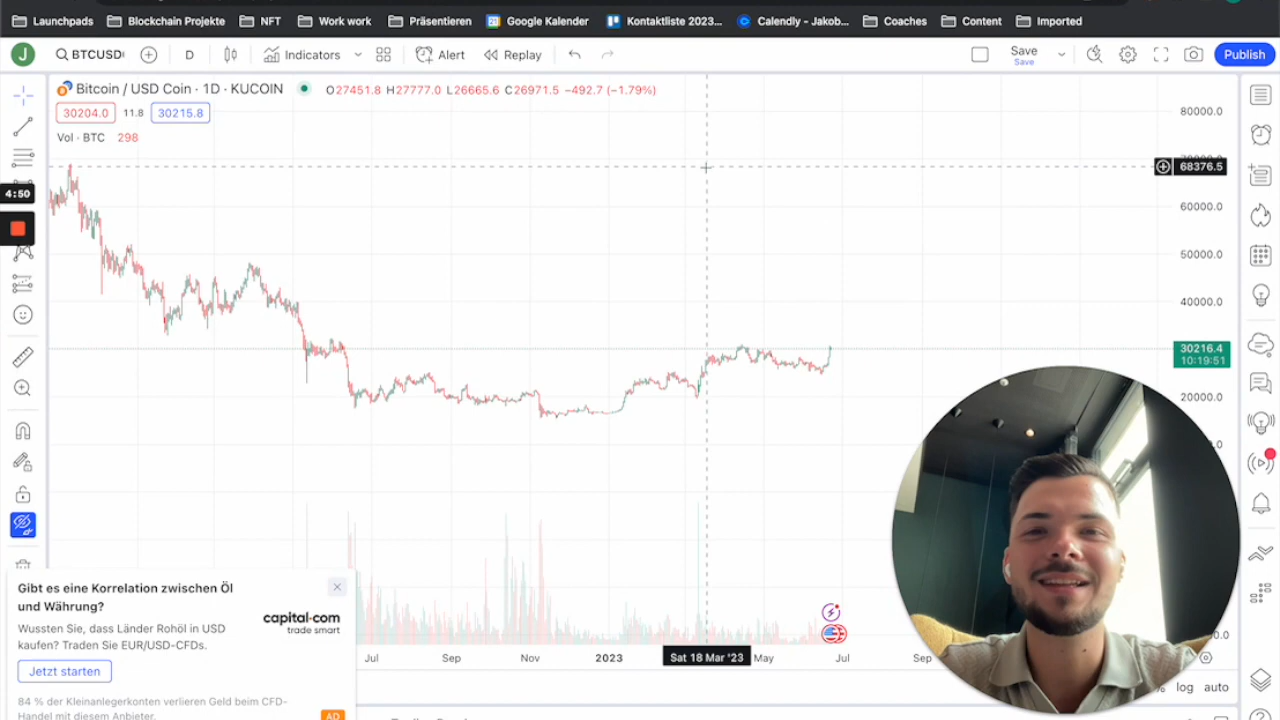 Launchpads Blockchain Projekte NFT Work work Präsentieren Google Kalender Kontaktliste 2023... Calendly - Jakob... Coaches Content Imported
J BTCUSD D Indicators Alert Replay Save Publish
Save
Bitcoin / USD Coin · 1D · KUCOIN O27451.8 H27777.0 L26665.6 C26971.5 −492.7 (−1.79%)
30204.0 11.8 30215.8
Vol · BTC 298
80000.0
68376.5
4:50
60000.0
50000.0
40000.0
30216.4
10:19:51
20000.0
Gibt es eine Korrelation zwischen Öl
und Währung?
Wussten Sie, dass Länder Rohöl in USD
kaufen? Traden Sie EUR/USD-CFDs.
capital.com
trade smart
Jetzt starten
84 % der Kleinanlegerkonten verlieren Geld beim CFD-
Handel mit diesem Anbieter.
AD
Jul Sep Nov 2023 Sat 18 Mar '23 May Jul Sep
% log auto